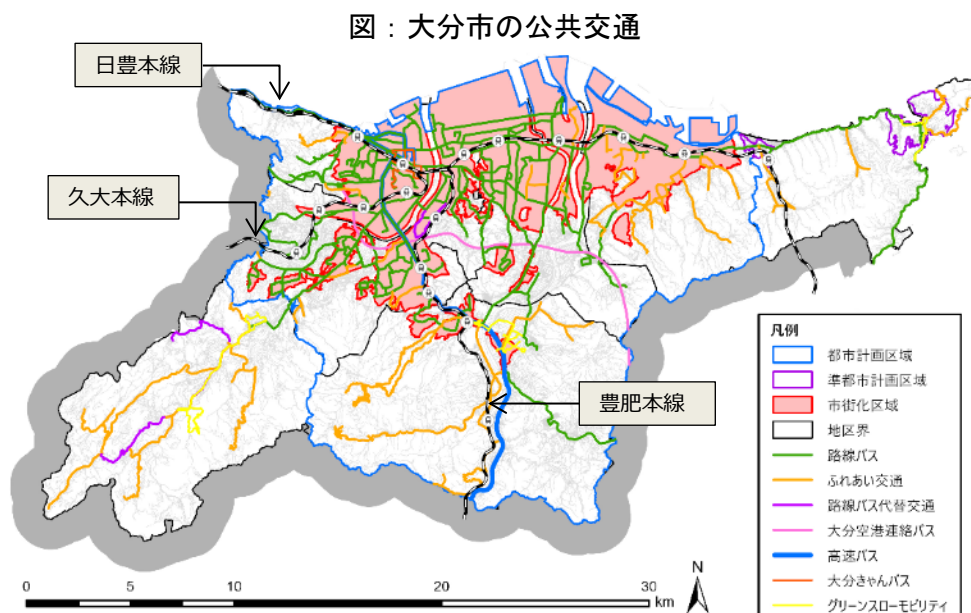 図：大分市の公共交通
日豊本線
久大本線
豊肥本線
凡例
都市計画区域
準都市計画区域
市街化区域
地区界
路線バス
ふれあい交通
路線バス代替交通
大分空港連絡バス
高速バス
大分きゃんバス
グリーンスローモビリティ
N
0 5 10 20 30
km